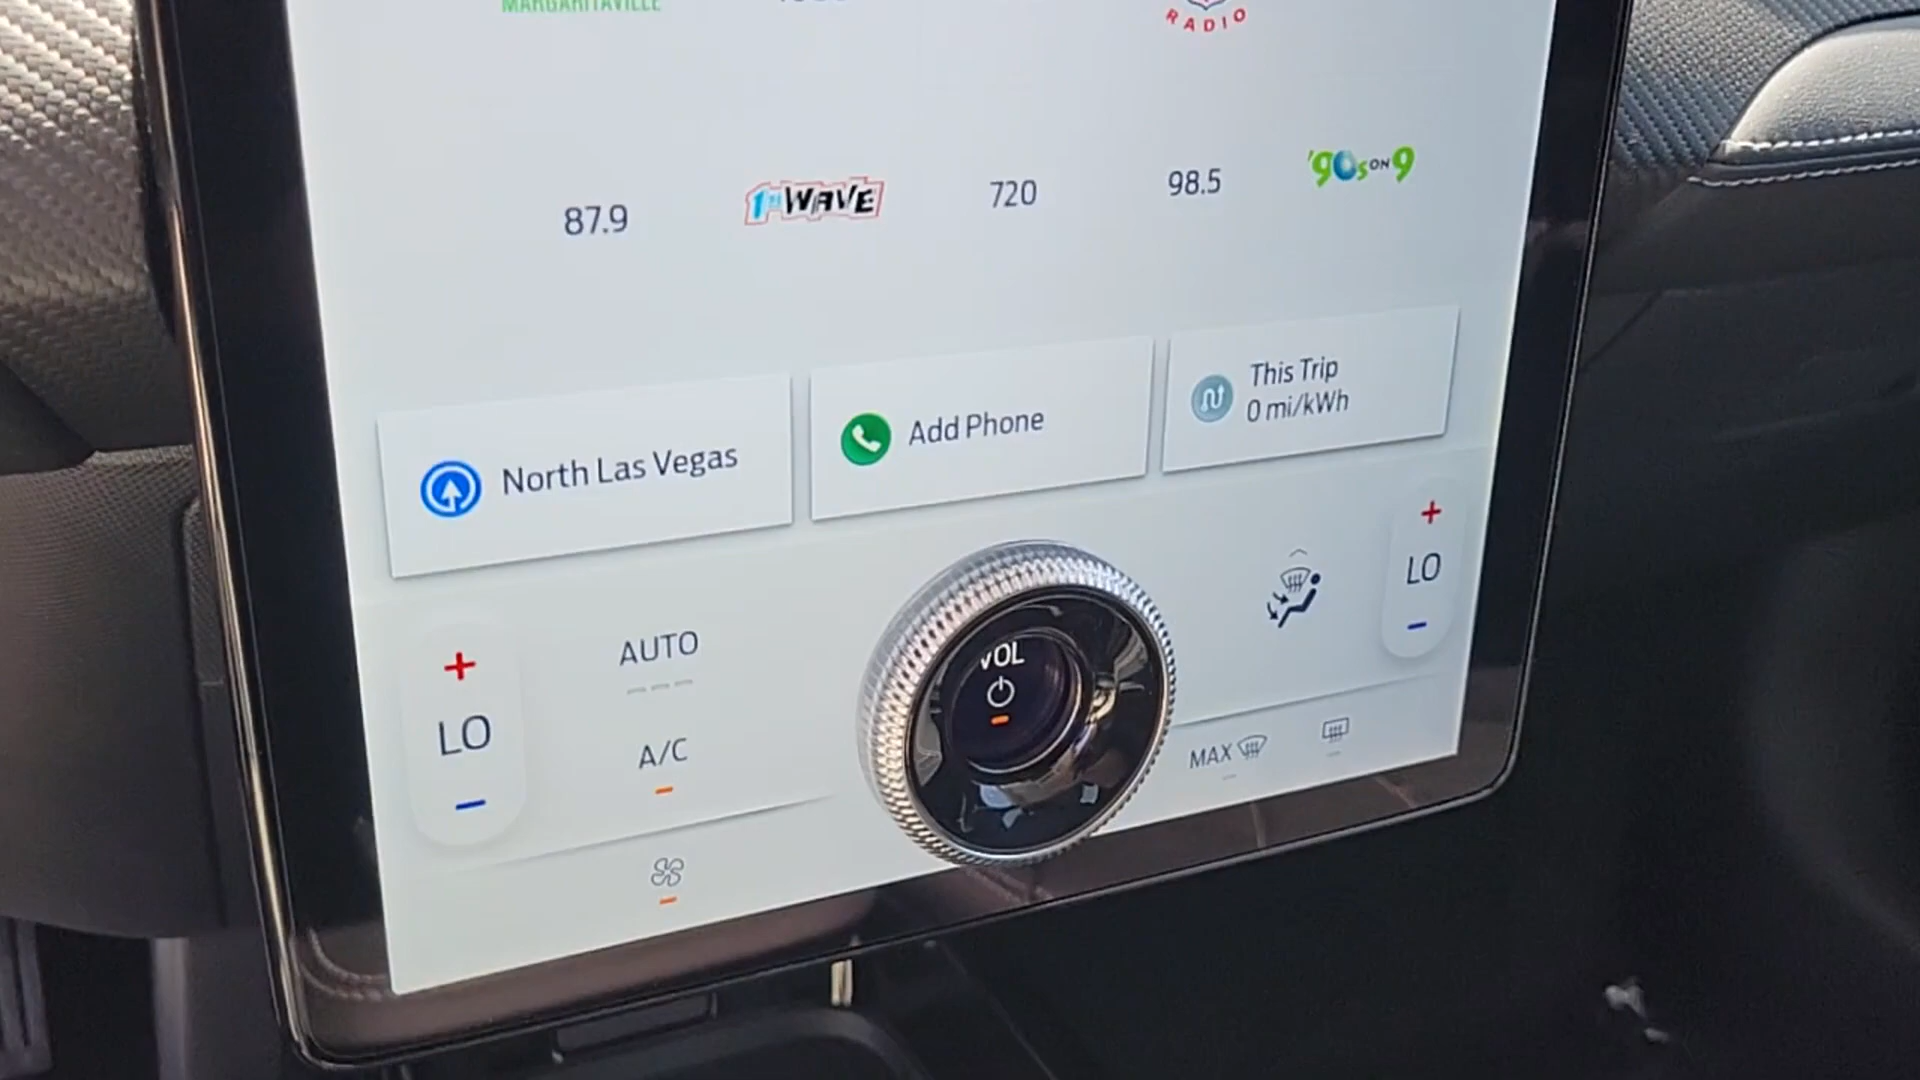 MARGARITAVILLE
RADIO
87.9
1ST WAVE
720
98.5
'90s ON 9
North Las Vegas
Add Phone
This Trip
0 mi/kWh
+
LO
−
AUTO
A/C
VOL
+
LO
−
MAX